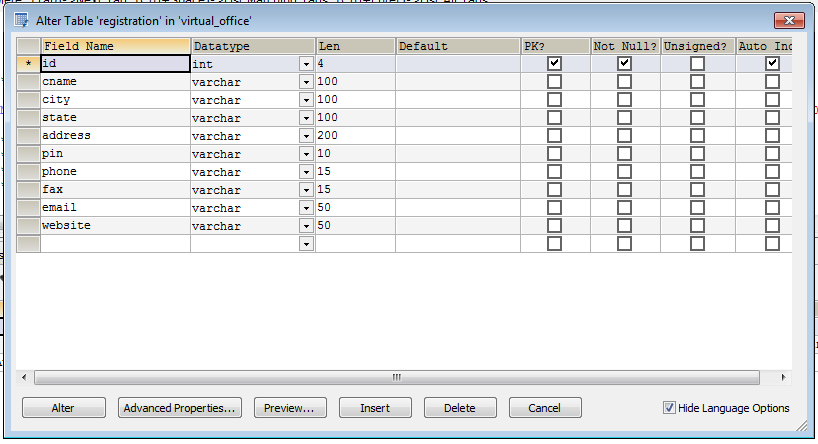 Alter Table 'registration' in 'virtual_office'
Field Name Datatype Len Default PK? Not Null? Unsigned? Auto Inc
* id int 4
cname varchar 100
city varchar 100
state varchar 100
address varchar 200
pin varchar 10
phone varchar 15
fax varchar 15
email varchar 50
website varchar 50
Alter Advanced Properties... Preview... Insert Delete Cancel Hide Language Options